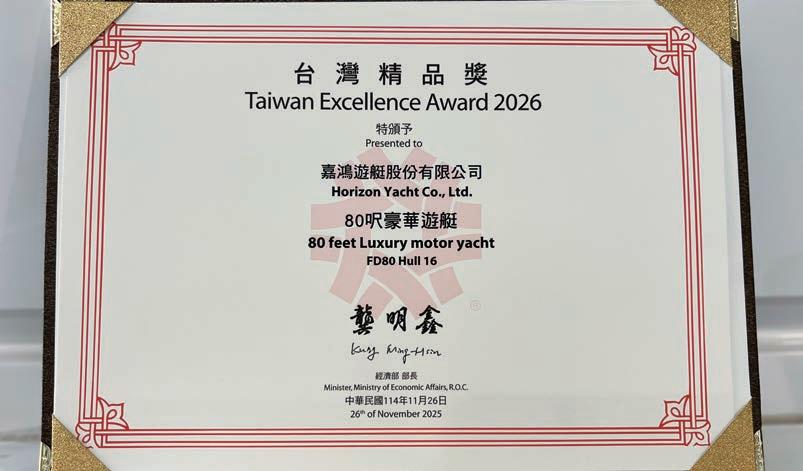 台灣精品獎
Taiwan Excellence Award 2026
特頒予
Presented to
嘉鴻遊艇股份有限公司
Horizon Yacht Co., Ltd.
80呎豪華遊艇
80 feet Luxury motor yacht
FD80 Hull 16
®
龔明鑫
Kung Ming-Hsin
經濟部 部長
Minister, Ministry of Economic Affairs, R.O.C.
中華民國114年11月26日
26th of November 2025